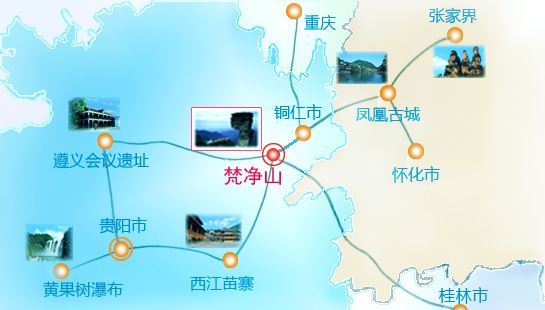 重庆
张家界
铜仁市
凤凰古城
遵义会议遗址
梵净山
怀化市
贵阳市
黄果树瀑布
西江苗寨
桂林市